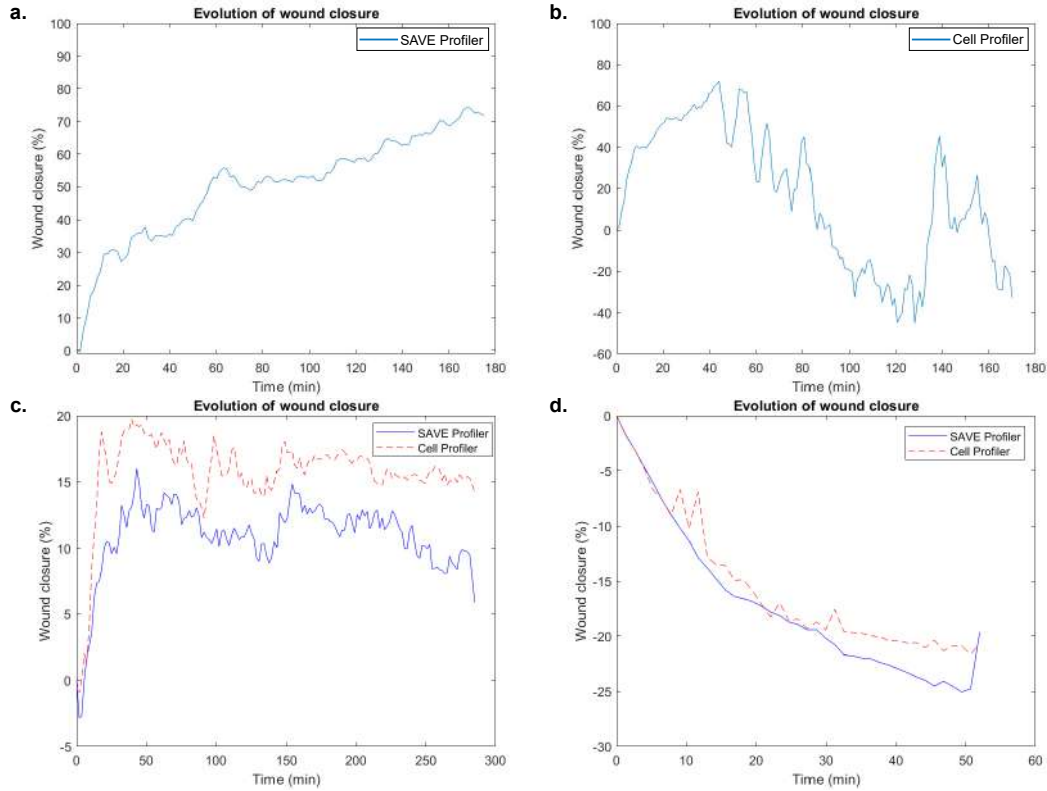 a.
Evolution of wound closure
SAVE Profiler
100
90
80
70
60
50
40
30
20
10
0
Wound closure (%)
0 20 40 60 80 100 120 140 160 180
Time (min)
b.
Evolution of wound closure
Cell Profiler
100
80
60
40
20
0
-20
-40
-60
Wound closure (%)
0 20 40 60 80 100 120 140 160 180
Time (min)
c.
Evolution of wound closure
SAVE Profiler
Cell Profiler
20
15
10
5
0
-5
Wound closure (%)
0 50 100 150 200 250 300
Time (min)
d.
Evolution of wound closure
SAVE Profiler
Cell Profiler
0
-5
-10
-15
-20
-25
-30
Wound closure (%)
0 10 20 30 40 50 60
Time (min)